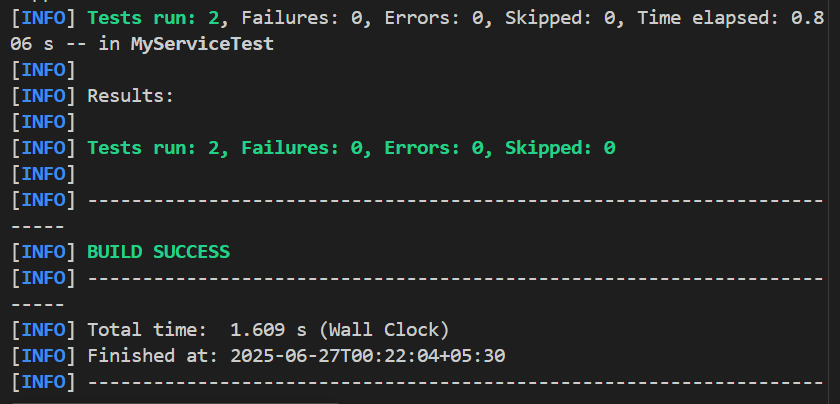 [INFO] Tests run: 2, Failures: 0, Errors: 0, Skipped: 0, Time elapsed: 0.8
06 s -- in MyServiceTest
[INFO]
[INFO] Results:
[INFO]
[INFO] Tests run: 2, Failures: 0, Errors: 0, Skipped: 0
[INFO]
[INFO] -------------------------------------------------------------------
-----
[INFO] BUILD SUCCESS
[INFO] -------------------------------------------------------------------
-----
[INFO] Total time:  1.609 s (Wall Clock)
[INFO] Finished at: 2025-06-27T00:22:04+05:30
[INFO] -------------------------------------------------------------------